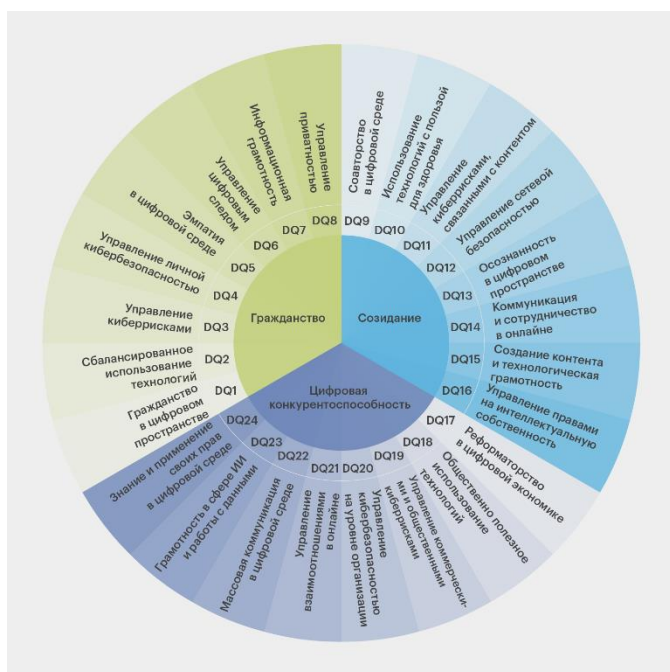 Гражданство
Созидание
Цифровая
конкурентоспособность
DQ1
Гражданство
в цифровом
пространстве
DQ2
Сбалансированное
использование
технологий
DQ3
Управление
киберрисками
DQ4
Управление личной
кибербезопасностью
DQ5
Эмпатия
в цифровой среде
DQ6
Управление
цифровым
следом
DQ7
Информационная
грамотность
DQ8
Управление
приватностью
DQ9
Соавторство
в цифровой среде
DQ10
Использование
технологий с пользой
для здоровья
DQ11
Управление
киберрисками,
связанными с контентом
DQ12
Управление сетевой
безопасностью
DQ13
Осознанность
в цифровом
пространстве
DQ14
Коммуникация
и сотрудничество
в онлайне
DQ15
Создание контента
и технологическая
грамотность
DQ16
Управление правами
на интеллектуальную
собственность
DQ17
Реформаторство
в цифровой экономике
DQ18
Общественно полезное
использование
технологий
DQ19
Управление коммерчески-
ми и общественными
киберрисками
DQ20
Управление
кибербезопасностью
на уровне организации
DQ21
Управление
взаимоотношениями
в онлайне
DQ22
Массовая коммуникация
в цифровой среде
DQ23
Грамотность в сфере ИИ
и работы с данными
DQ24
Знание и применение
своих прав
в цифровой среде